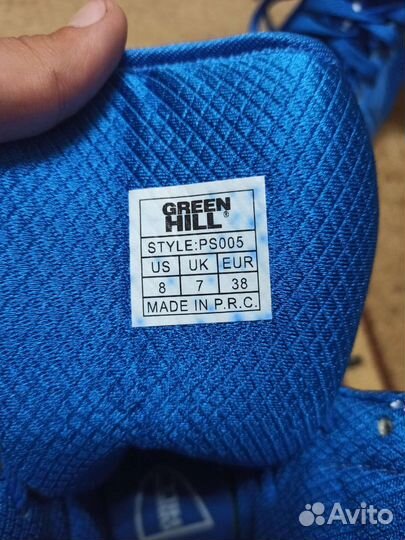 GREEN
HILL®
STYLE:PS005
US UK EUR
8 7 38
MADE IN P.R.C.
Avito